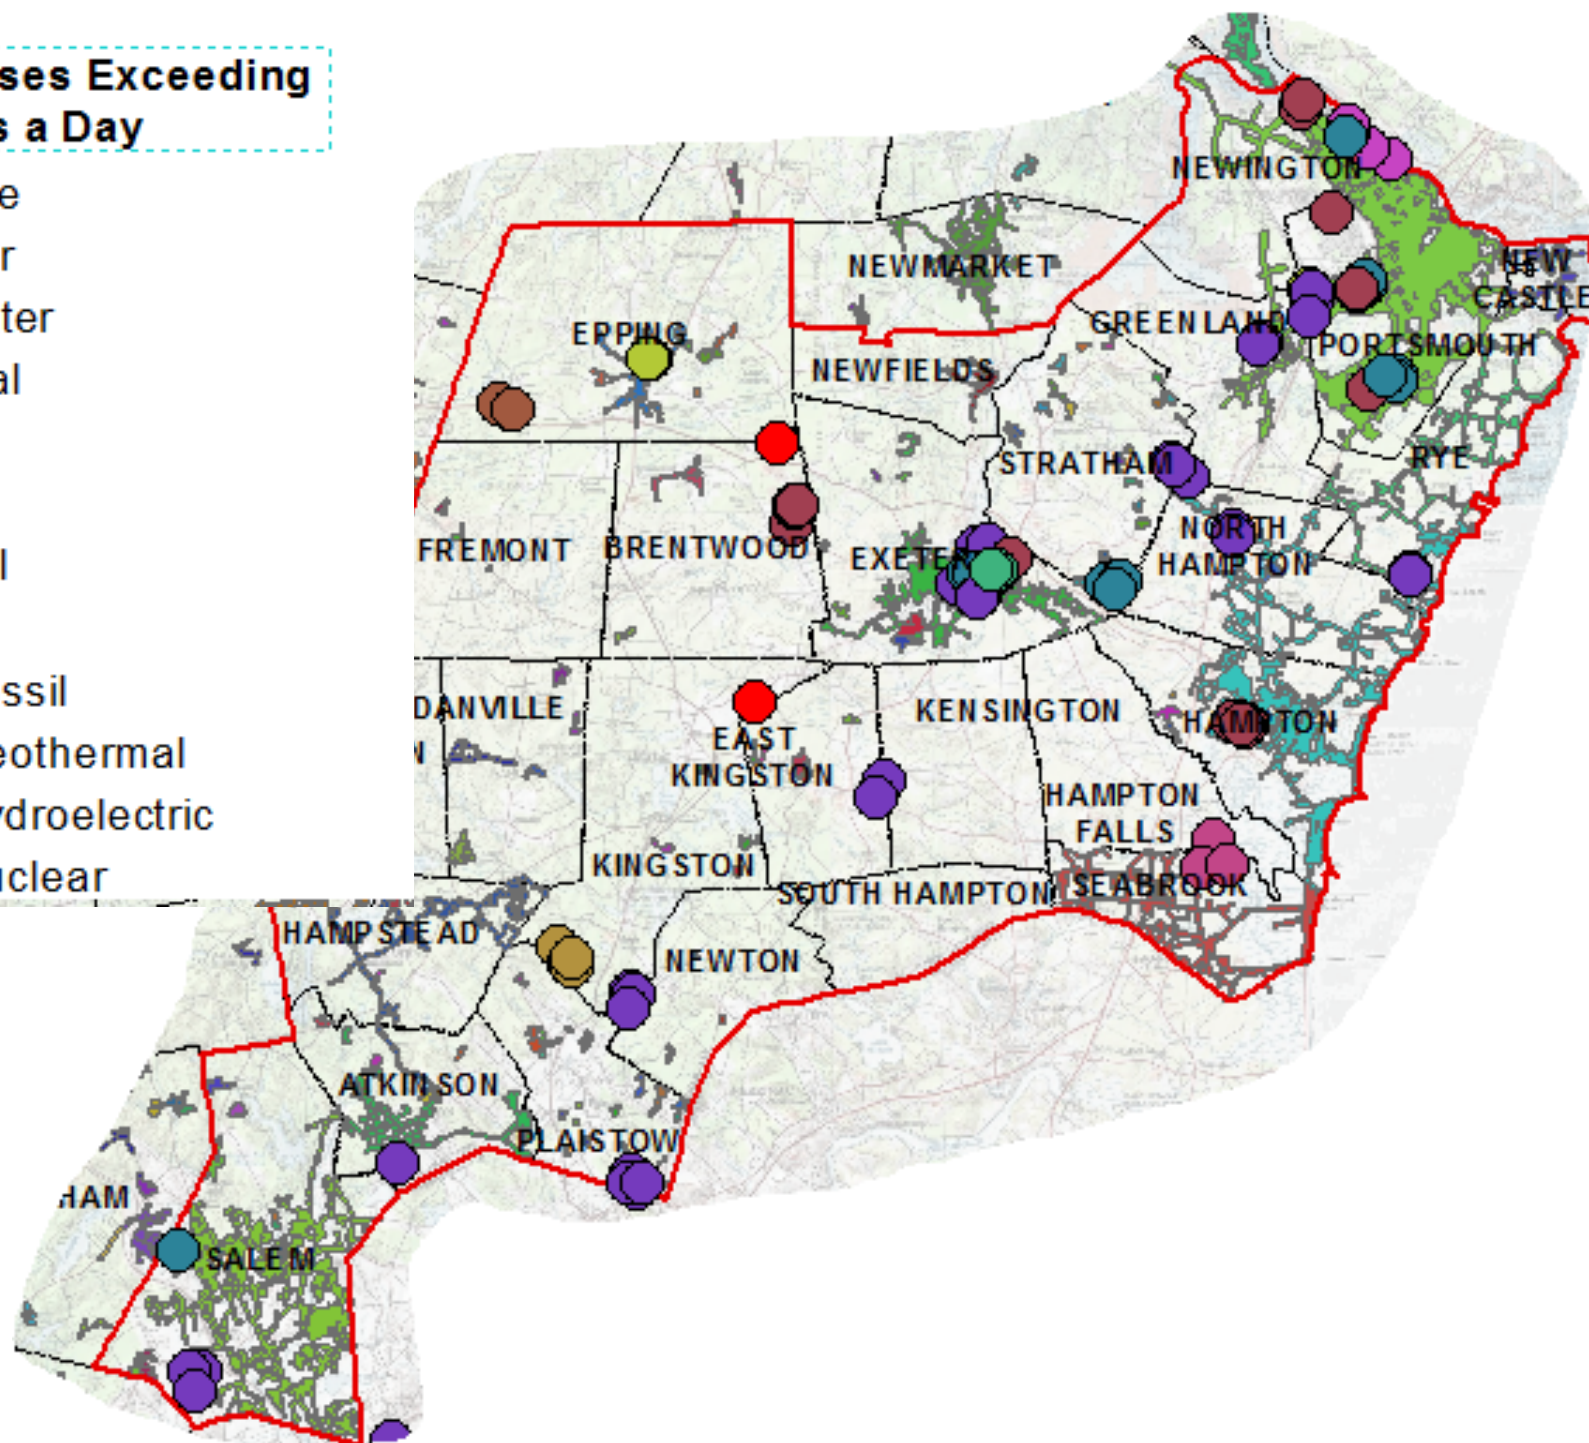 ses Exceeding
s a Day
e
r
ter
al
l
ssil
eothermal
ydroelectric
uclear
NEWINGTON
NEWMARKET
NEW
CASTLE
EPPING
GREENLAND
PORTSMOUTH
NEWFIELDS
STRATHAM
RYE
NORTH
HAMPTON
FREMONT
BRENTWOOD
EXETER
DANVILLE
N
EAST
KINGSTON
KENSINGTON
HAMPTON
HAMPTON
FALLS
KINGSTON
SOUTH HAMPTON
SEABROOK
HAMPSTEAD
NEWTON
ATKINSON
PLAISTOW
HAM
SALEM